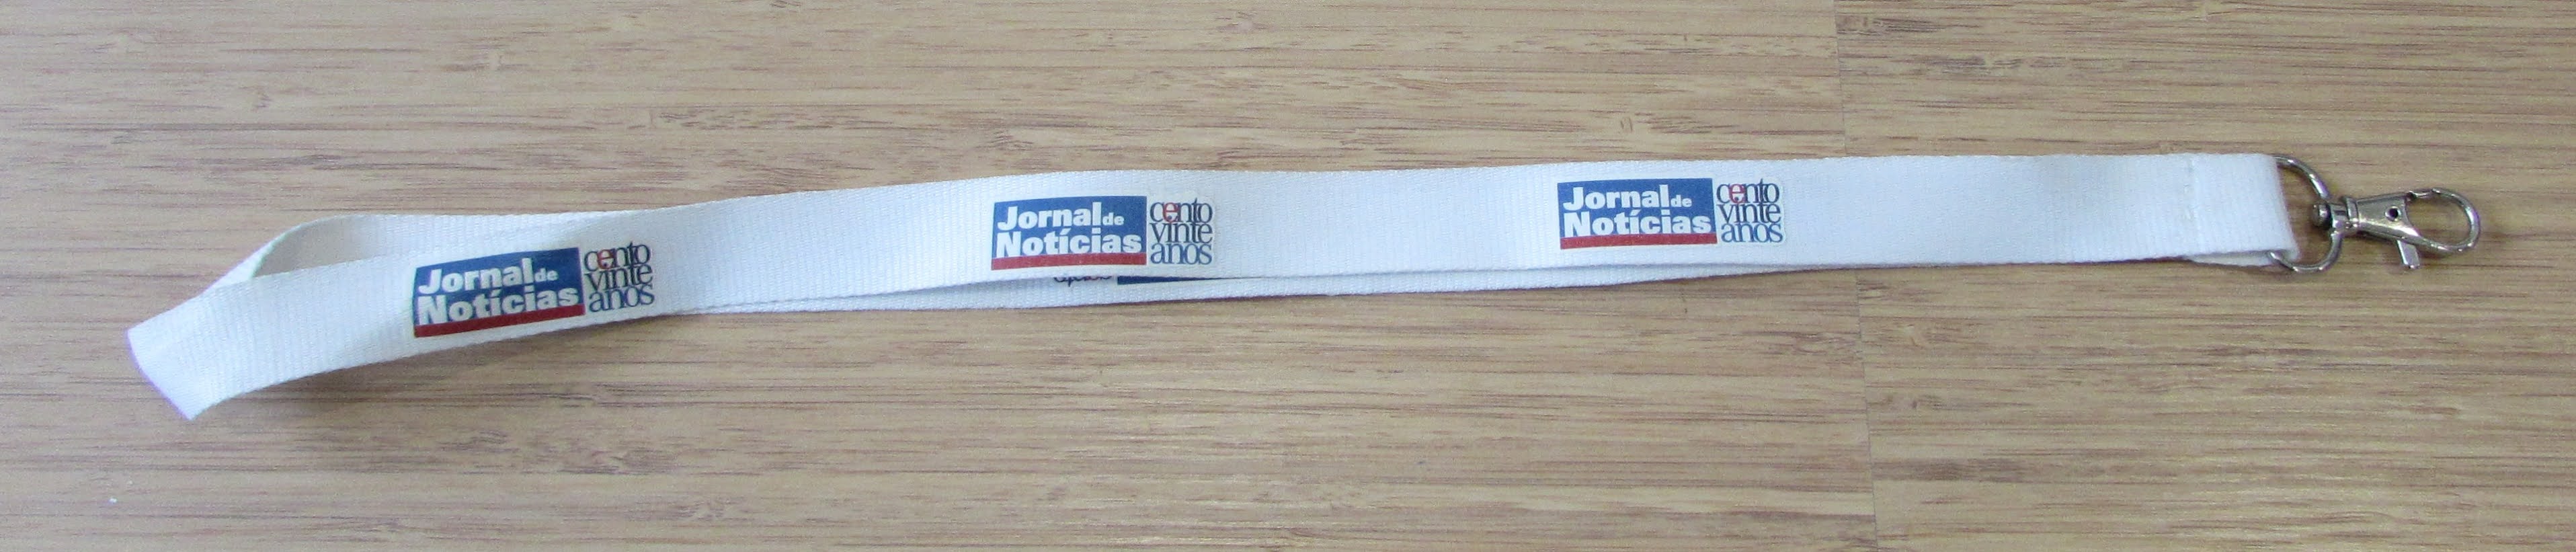 Jornal de
Notícias
cento
vinte
anos
Jornal de
Notícias
cento
vinte
anos
Jornal de
Notícias
cento
vinte
anos